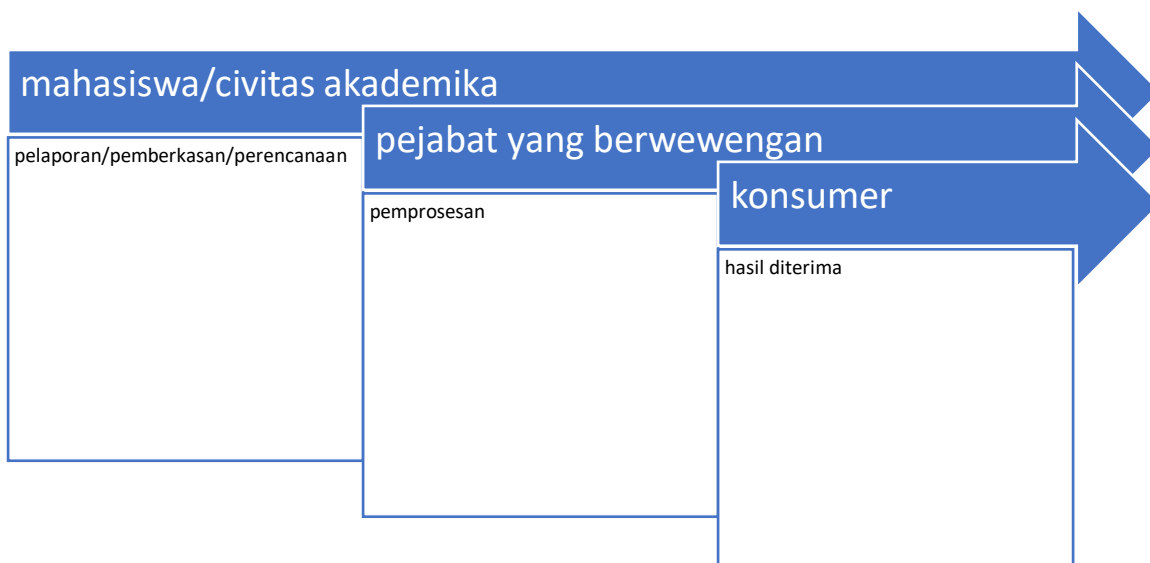 mahasiswa/civitas akademika
pelaporan/pemberkasan/perencanaan
pejabat yang berwewengan
pemprosesan
konsumer
hasil diterima